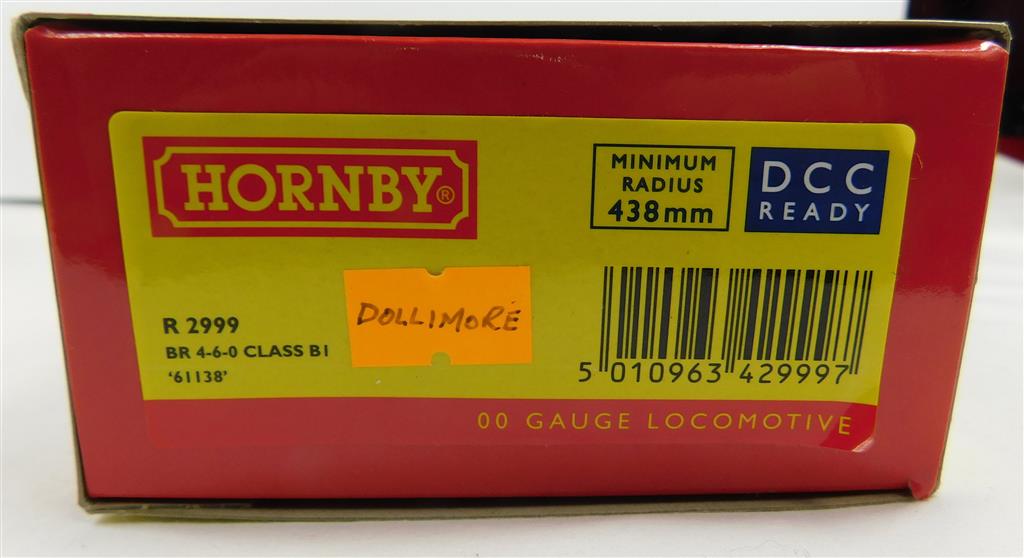 HORNBY®
MINIMUM
RADIUS
438mm
DCC
READY
R 2999
BR 4-6-0 CLASS B1
‘61138’
DOLLIMORE
5 010963 429997
00 GAUGE LOCOMOTIVE